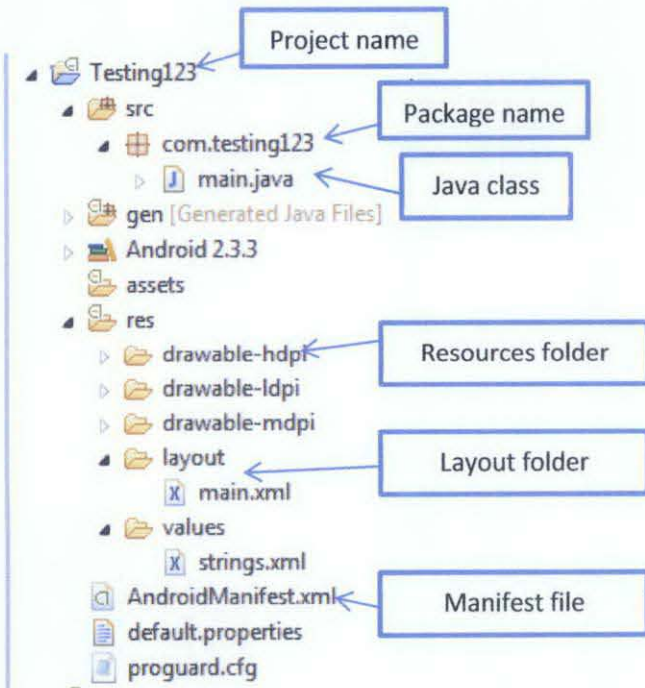 Project name
Testing123
src
Package name
com.testing123
main.java
Java class
gen [Generated Java Files]
Android 2.3.3
assets
res
drawable-hdpi
Resources folder
drawable-ldpi
drawable-mdpi
layout
Layout folder
main.xml
values
strings.xml
AndroidManifest.xml
Manifest file
default.properties
proguard.cfg